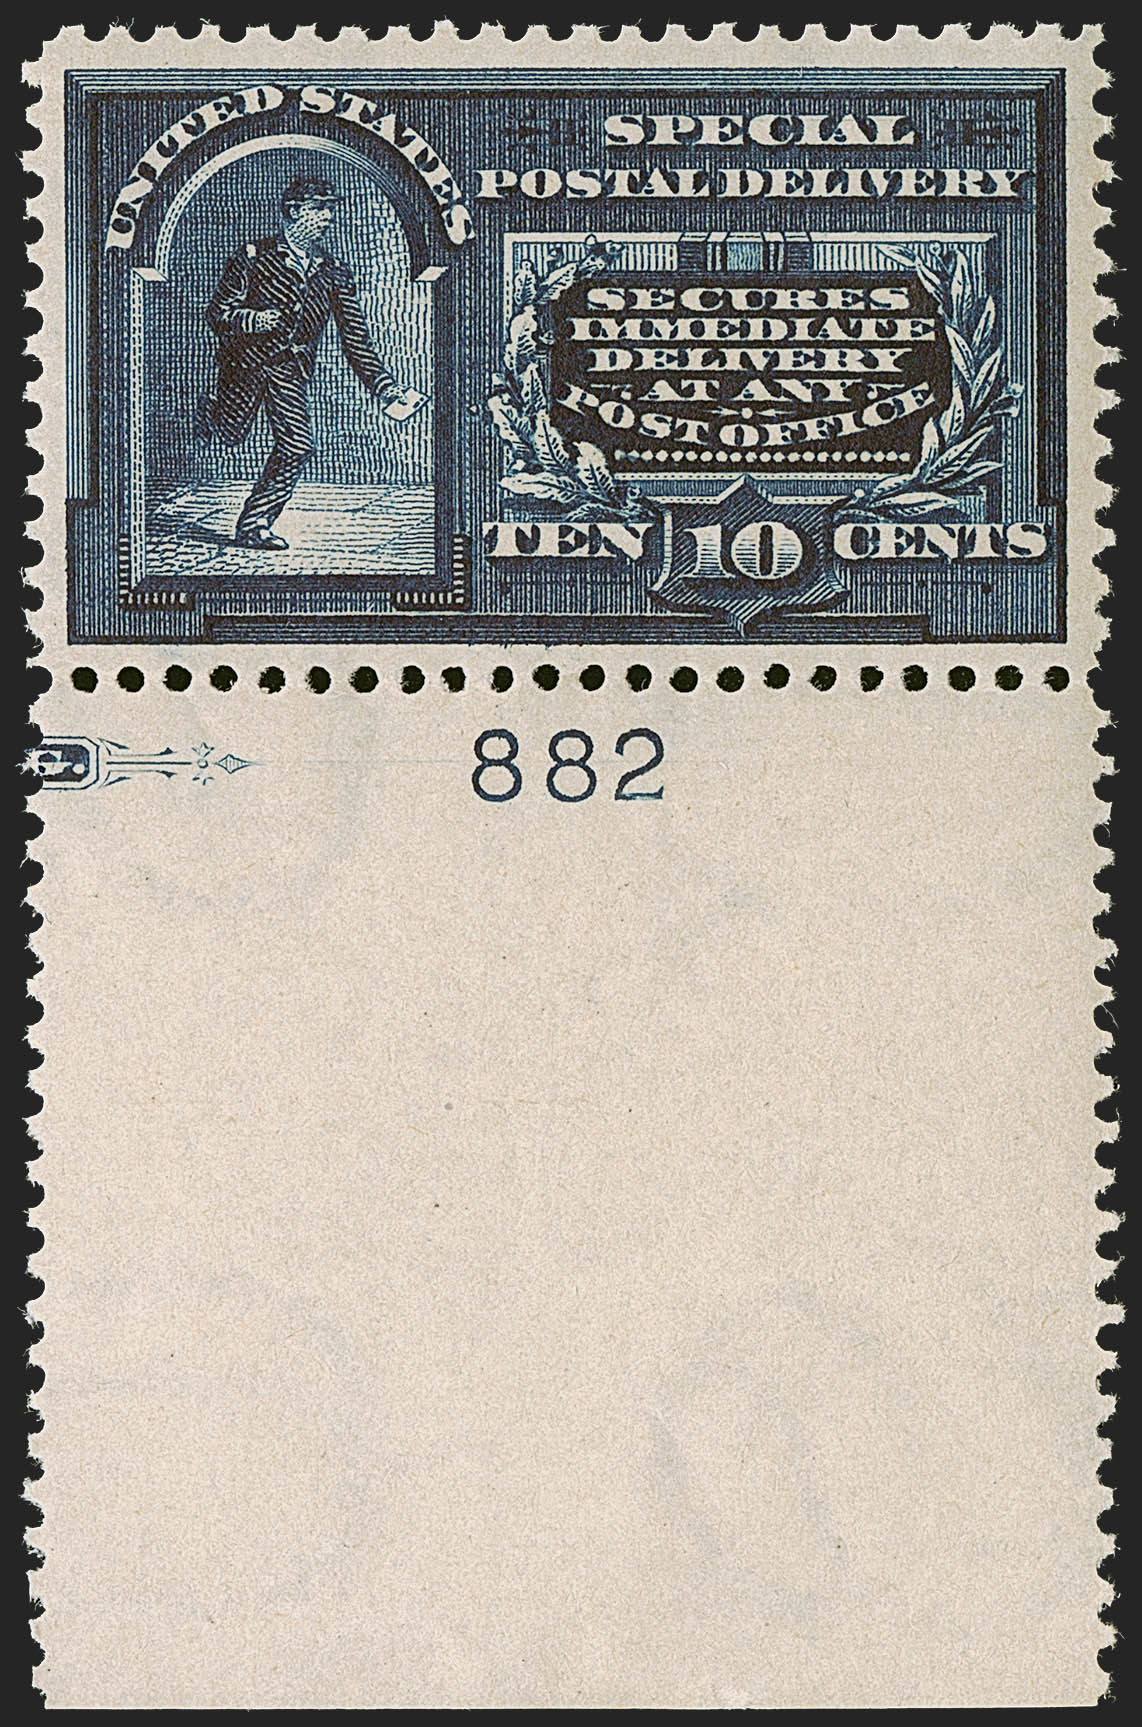 UNITED STATES
SPECIAL
POSTAL DELIVERY
SECURES
IMMEDIATE
DELIVERY
AT ANY
POST OFFICE
TEN 10 CENTS
882